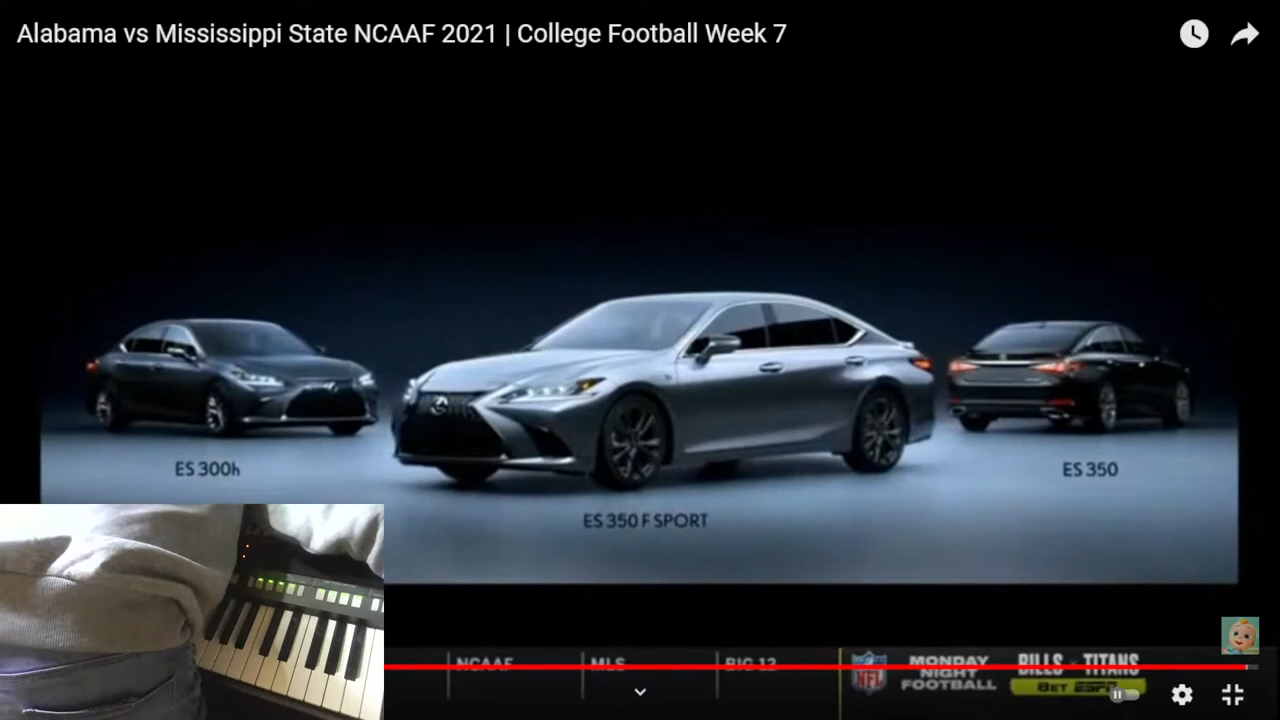 Alabama vs Mississippi State NCAAF 2021 | College Football Week 7
ES 300h
ES 350
ES 350 F SPORT
NCAAF
MLS
BIG 12
NFL
MONDAY
NIGHT
FOOTBALL
BILLS TITANS
BET ESPN